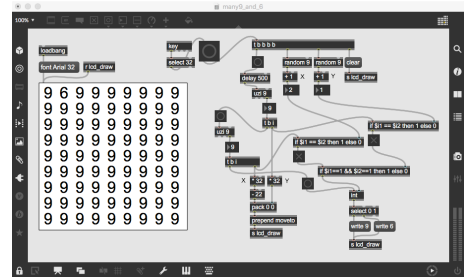 many9_and_6
100%
loadbang
key
t b b b b
font Arial 32
r lcd_draw
select 32
random 9
random 9
clear
delay 500
+ 1
X
+ 1
Y
s lcd_draw
uzi 9
2
1
9 6 9 9 9 9 9 9 9
9 9 9 9 9 9 9 9 9
9 9 9 9 9 9 9 9 9
9 9 9 9 9 9 9 9 9
9 9 9 9 9 9 9 9 9
9 9 9 9 9 9 9 9 9
9 9 9 9 9 9 9 9 9
9 9 9 9 9 9 9 9 9
9 9 9 9 9 9 9 9 9
9
t b i
if $i1 == $i2 then 1 else 0
uzi 9
9
if $i1 == $i2 then 1 else 0
t b i
if $i1==1 && $i2==1 then 1 else 0
X
* 32
* 32
Y
- 22
int
pack 0 0
select 0 1
prepend moveto
write 9
write 6
s lcd_draw
s lcd_draw